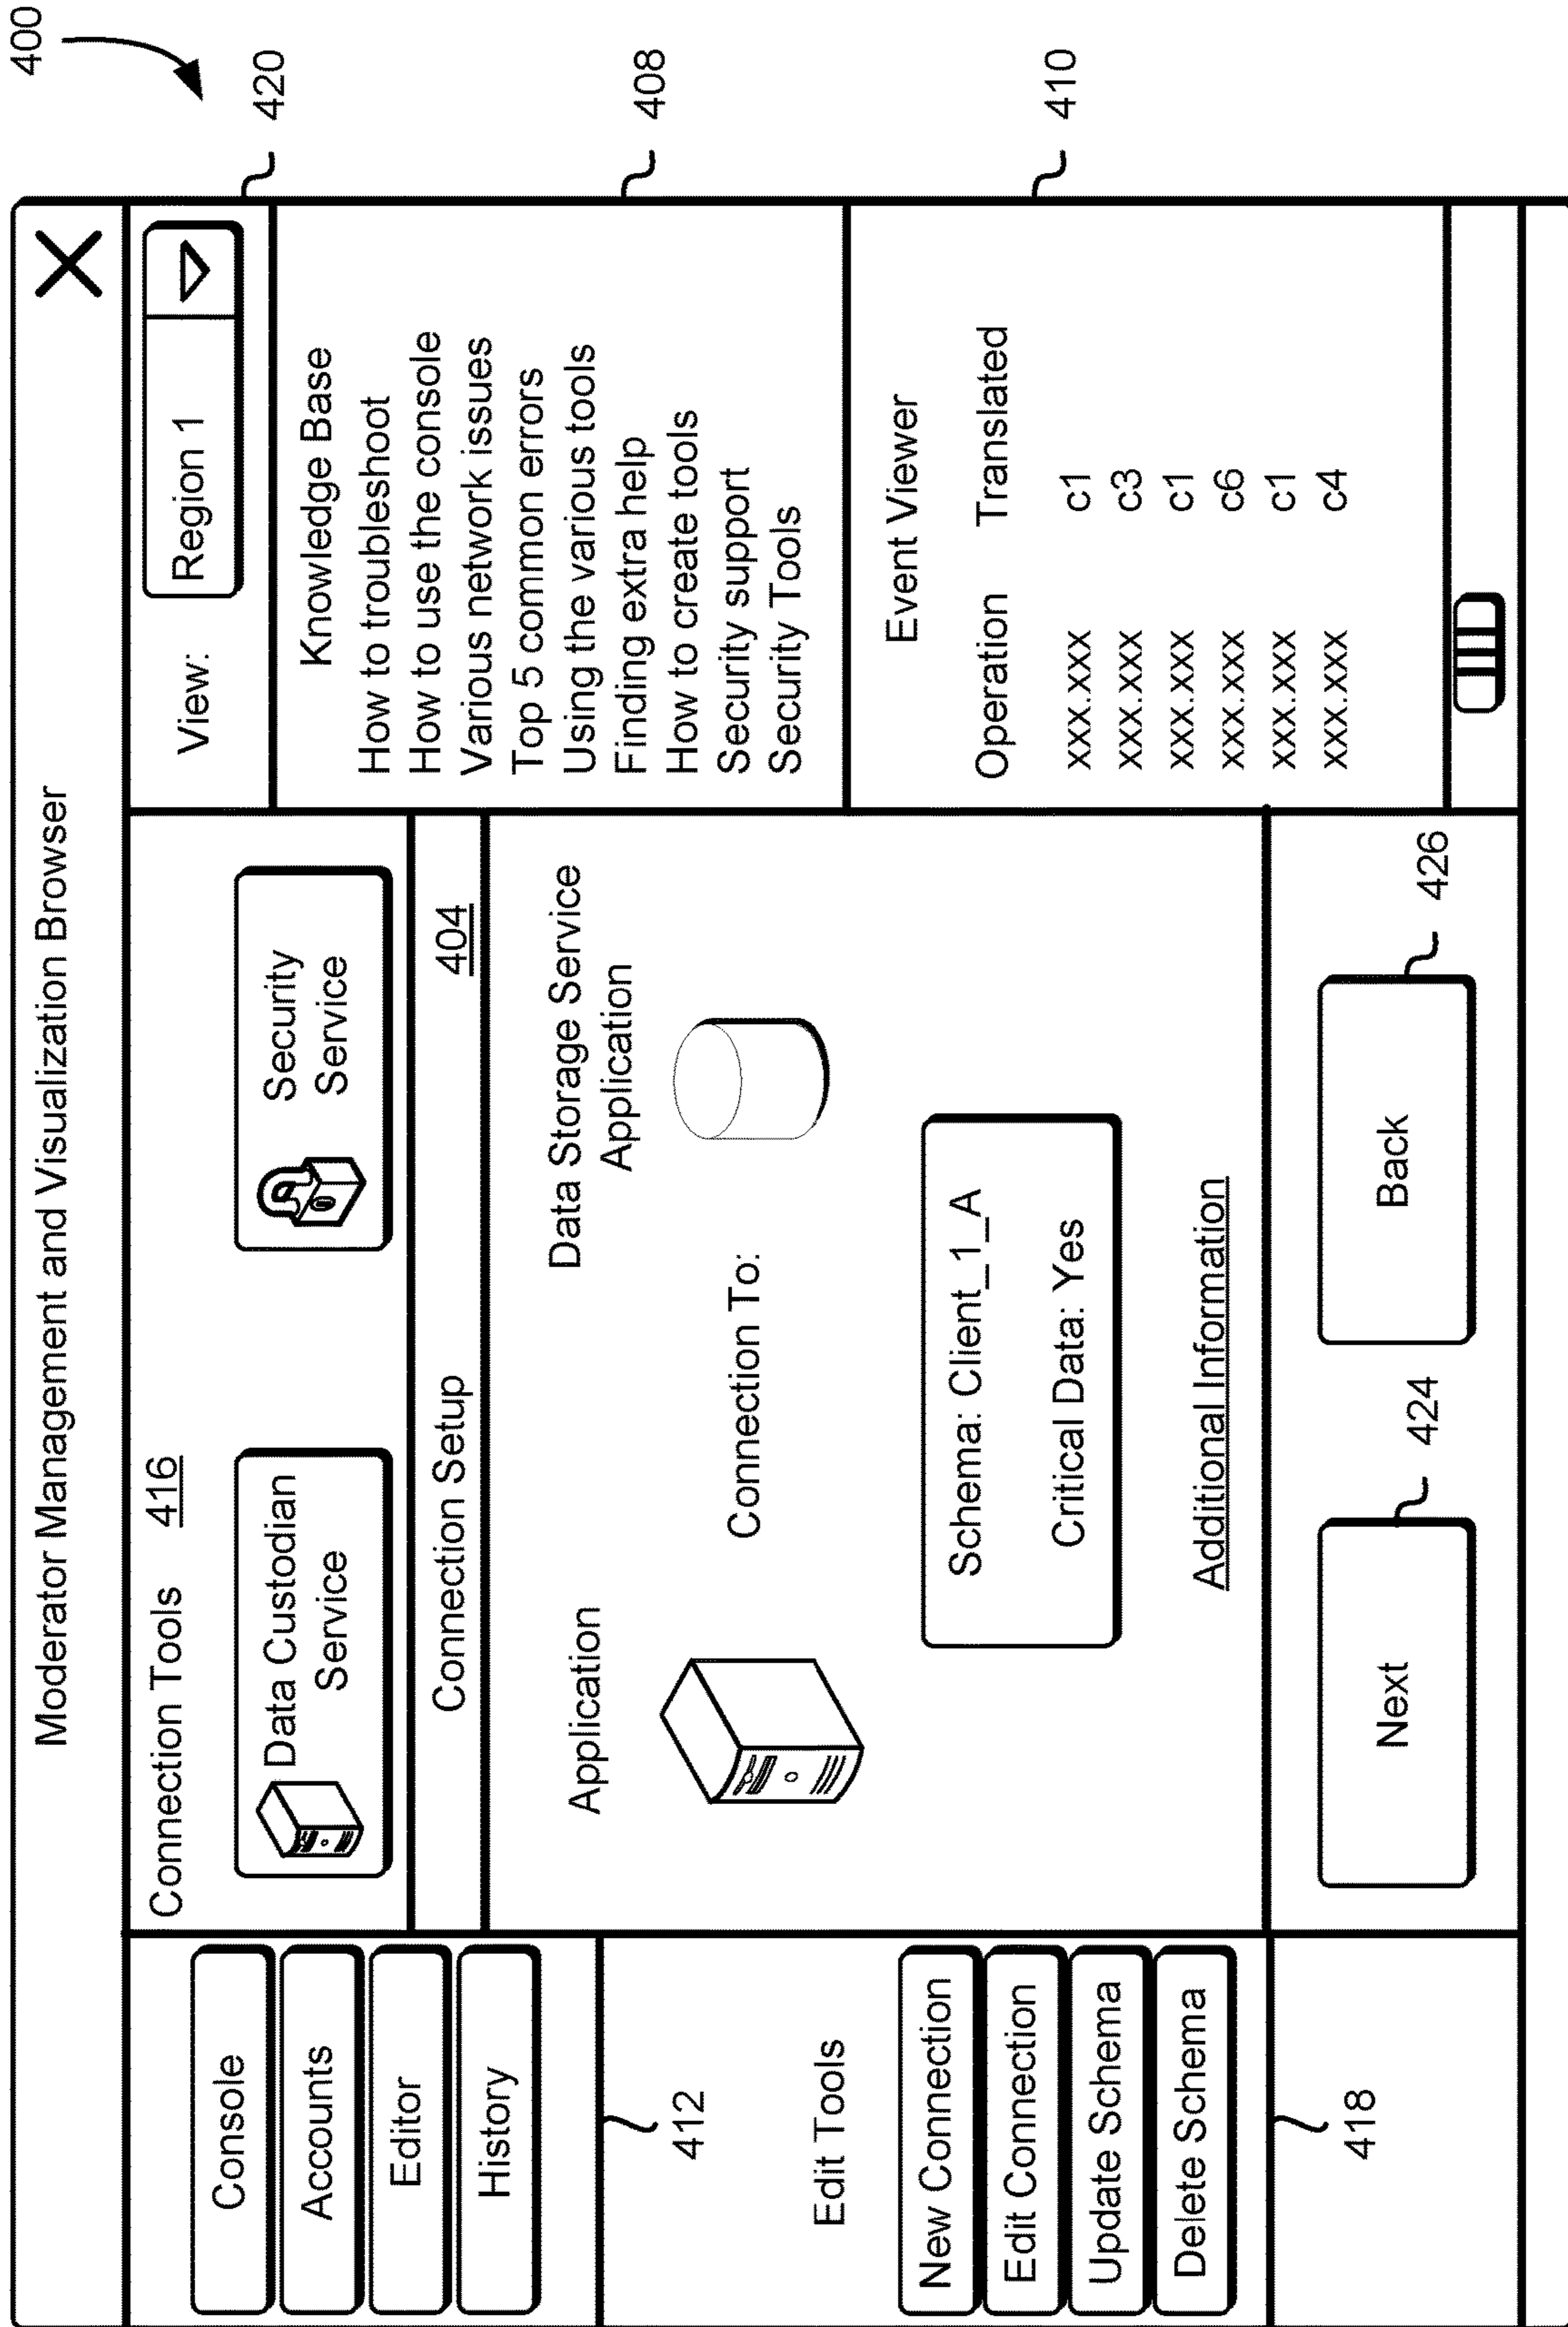 400
Moderator Management and Visualization Browser
Console
Accounts
Editor
History
412
Edit Tools
New Connection
Edit Connection
Update Schema
Delete Schema
418
Connection Tools 416
Data Custodian
Service
Security
Service
Connection Setup 404
Application
Data Storage Service
Application
Connection To:
Schema: Client_1_A
Critical Data: Yes
Additional Information
Next
424
Back
426
View:
Region 1
420
Knowledge Base
How to troubleshoot
How to use the console
Various network issues
Top 5 common errors
Using the various tools
Finding extra help
How to create tools
Security support
Security Tools
408
Event Viewer
Operation Translated
xxx.xxx c1
xxx.xxx c3
xxx.xxx c1
xxx.xxx c6
xxx.xxx c1
xxx.xxx c4
410